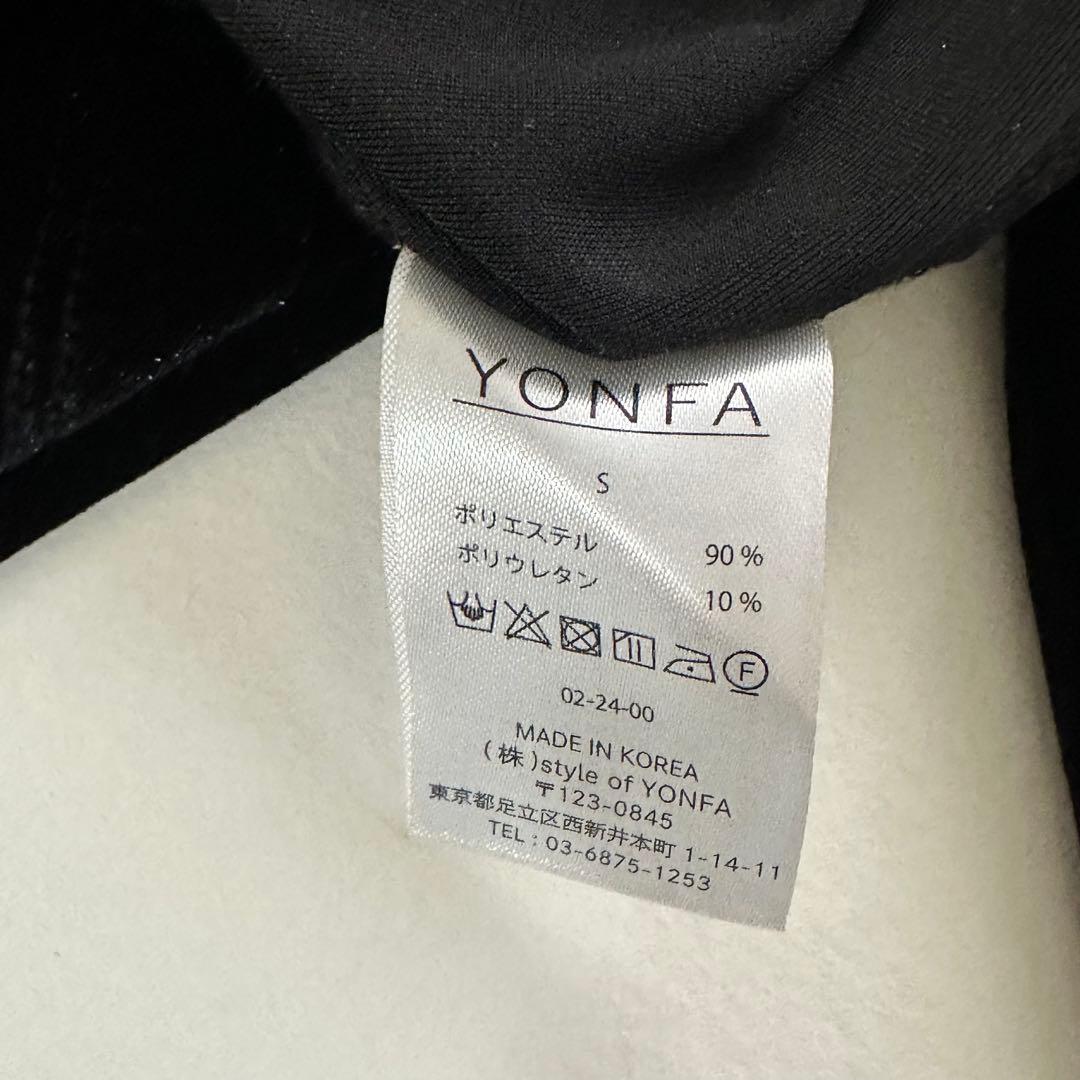 YONFA
S
ポリエステル 90%
ポリウレタン 10%
F
02-24-00
MADE IN KOREA
(株)style of YONFA
〒123-0845
東京都足立区西新井本町 1-14-11
TEL : 03-6875-1253